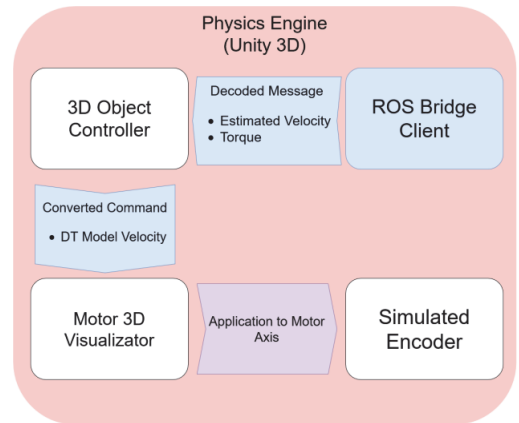 Physics Engine
(Unity 3D)
3D Object
Controller
Decoded Message
• Estimated Velocity
• Torque
ROS Bridge
Client
Converted Command
• DT Model Velocity
Motor 3D
Visualizator
Application to Motor
Axis
Simulated
Encoder